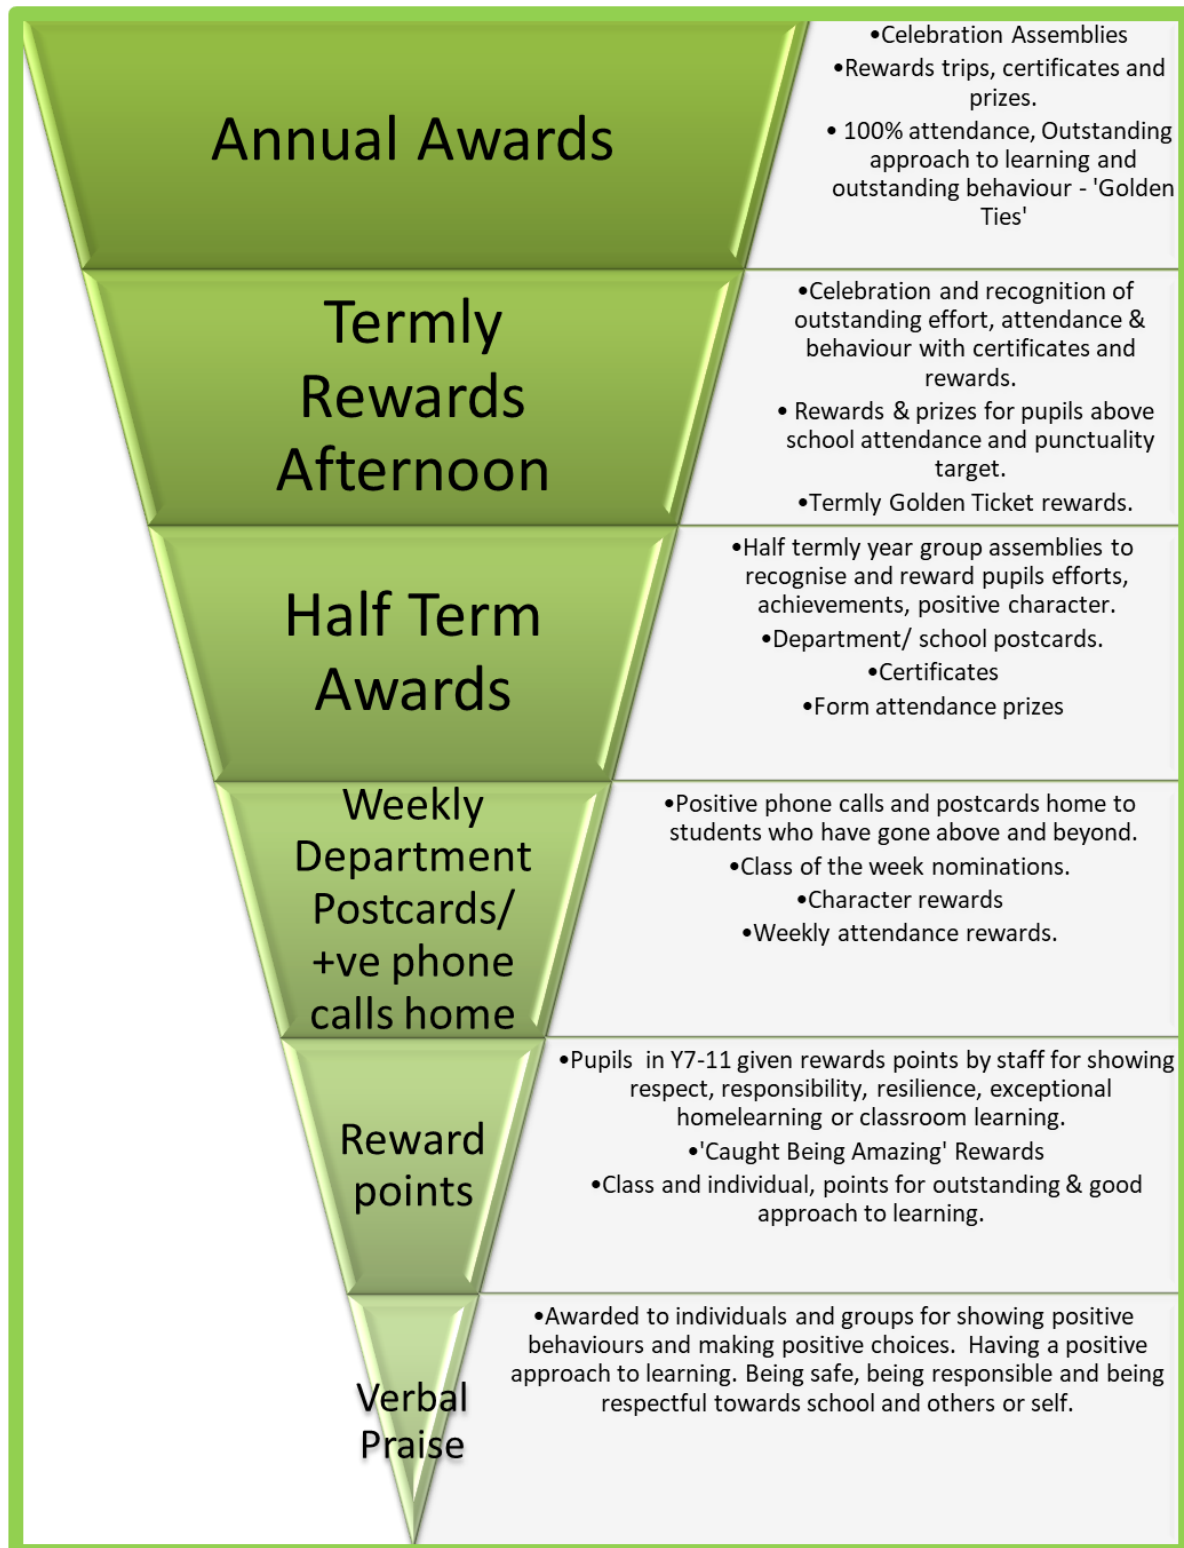 Annual Awards
•Celebration Assemblies
•Rewards trips, certificates and
prizes.
• 100% attendance, Outstanding
approach to learning and
outstanding behaviour - 'Golden
Ties'
Termly
Rewards
Afternoon
•Celebration and recognition of
outstanding effort, attendance &
behaviour with certificates and
rewards.
• Rewards & prizes for pupils above
school attendance and punctuality
target.
•Termly Golden Ticket rewards.
Half Term
Awards
•Half termly year group assemblies to
recognise and reward pupils efforts,
achievements, positive character.
•Department/ school postcards.
•Certificates
•Form attendance prizes
Weekly
Department
Postcards/
+ve phone
calls home
•Positive phone calls and postcards home to
students who have gone above and beyond.
•Class of the week nominations.
•Character rewards
•Weekly attendance rewards.
Reward
points
•Pupils  in Y7-11 given rewards points by staff for showing
respect, responsibility, resilience, exceptional
homelearning or classroom learning.
•'Caught Being Amazing' Rewards
•Class and individual, points for outstanding & good
approach to learning.
Verbal
Praise
•Awarded to individuals and groups for showing positive
behaviours and making positive choices.  Having a positive
approach to learning. Being safe, being responsible and being
respectful towards school and others or self.